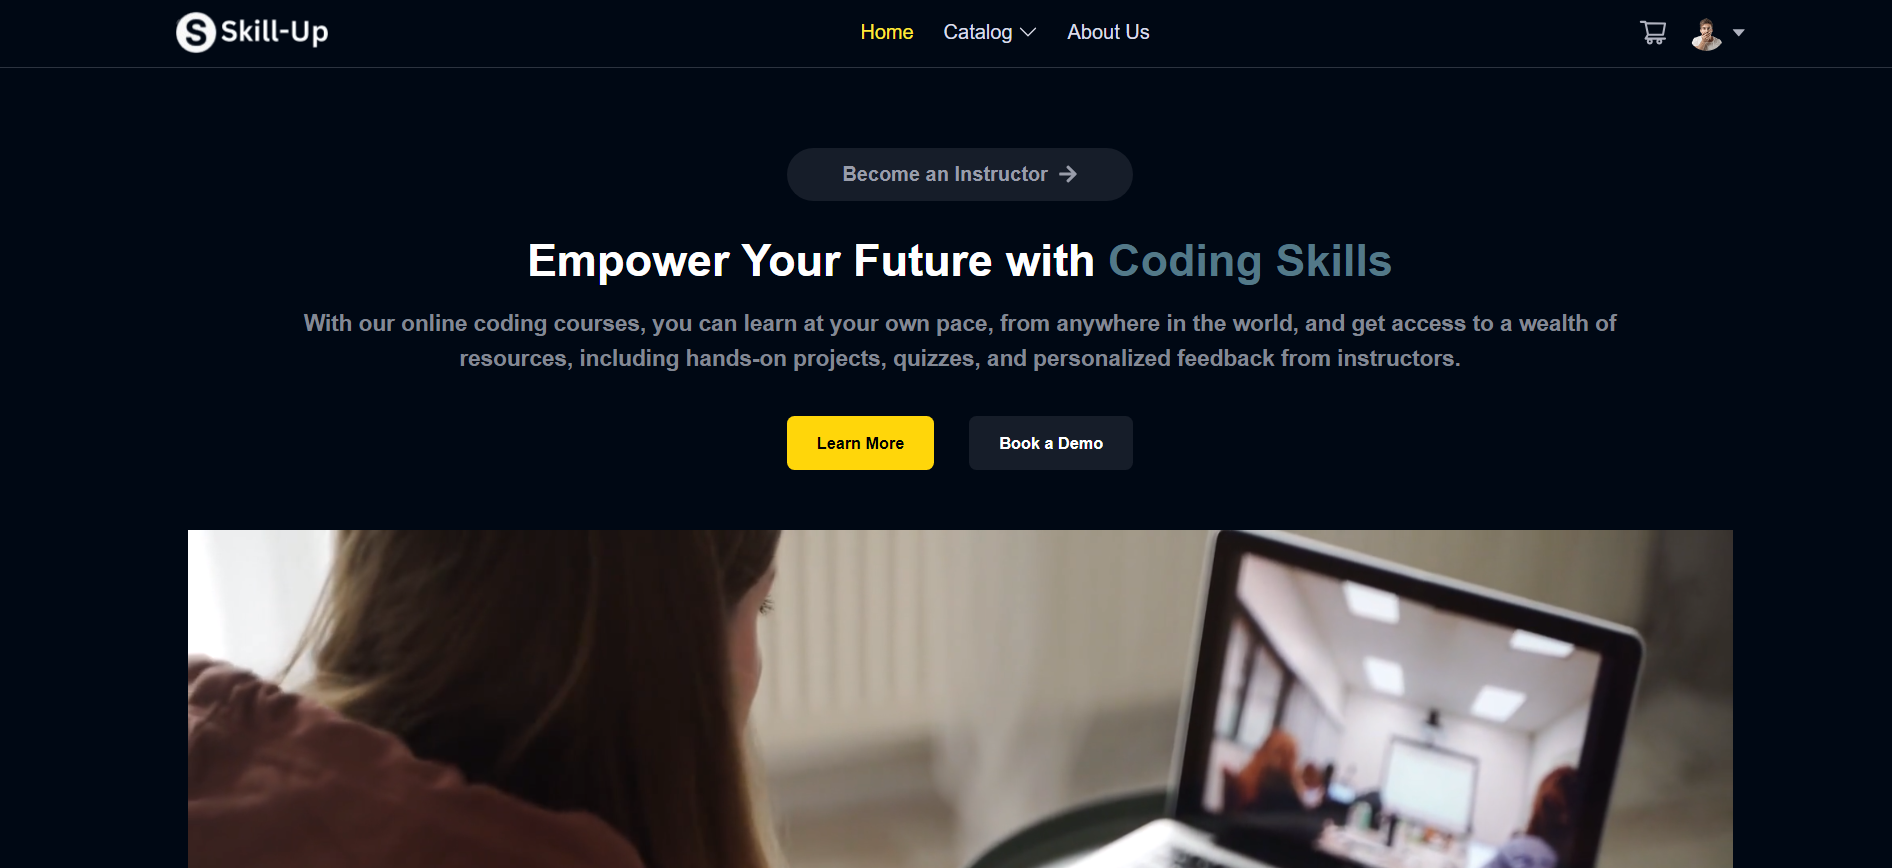 Skill-Up
Home
Catalog
About Us
Become an Instructor
Empower Your Future with Coding Skills
With our online coding courses, you can learn at your own pace, from anywhere in the world, and get access to a wealth of
resources, including hands-on projects, quizzes, and personalized feedback from instructors.
Learn More
Book a Demo